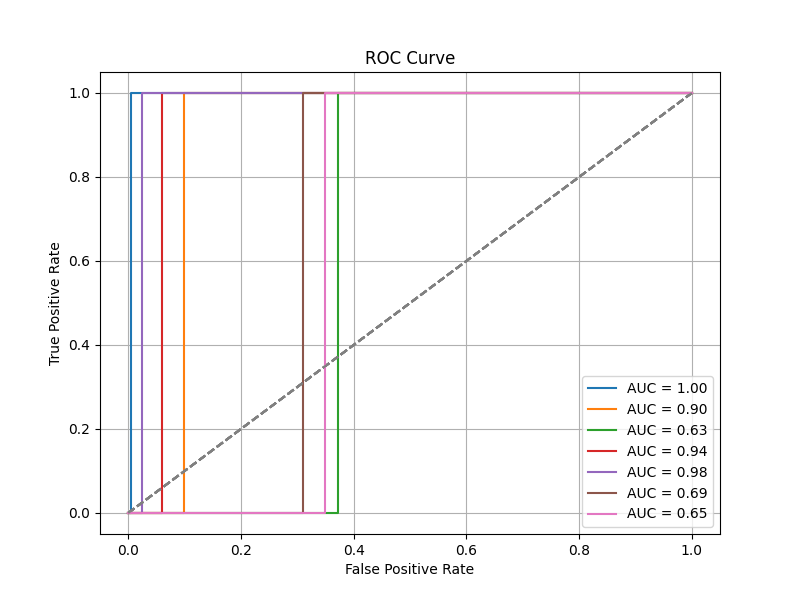 ROC Curve
True Positive Rate
1.0
0.8
0.6
0.4
0.2
0.0
0.0 0.2 0.4 0.6 0.8 1.0
False Positive Rate
AUC = 1.00
AUC = 0.90
AUC = 0.63
AUC = 0.94
AUC = 0.98
AUC = 0.69
AUC = 0.65